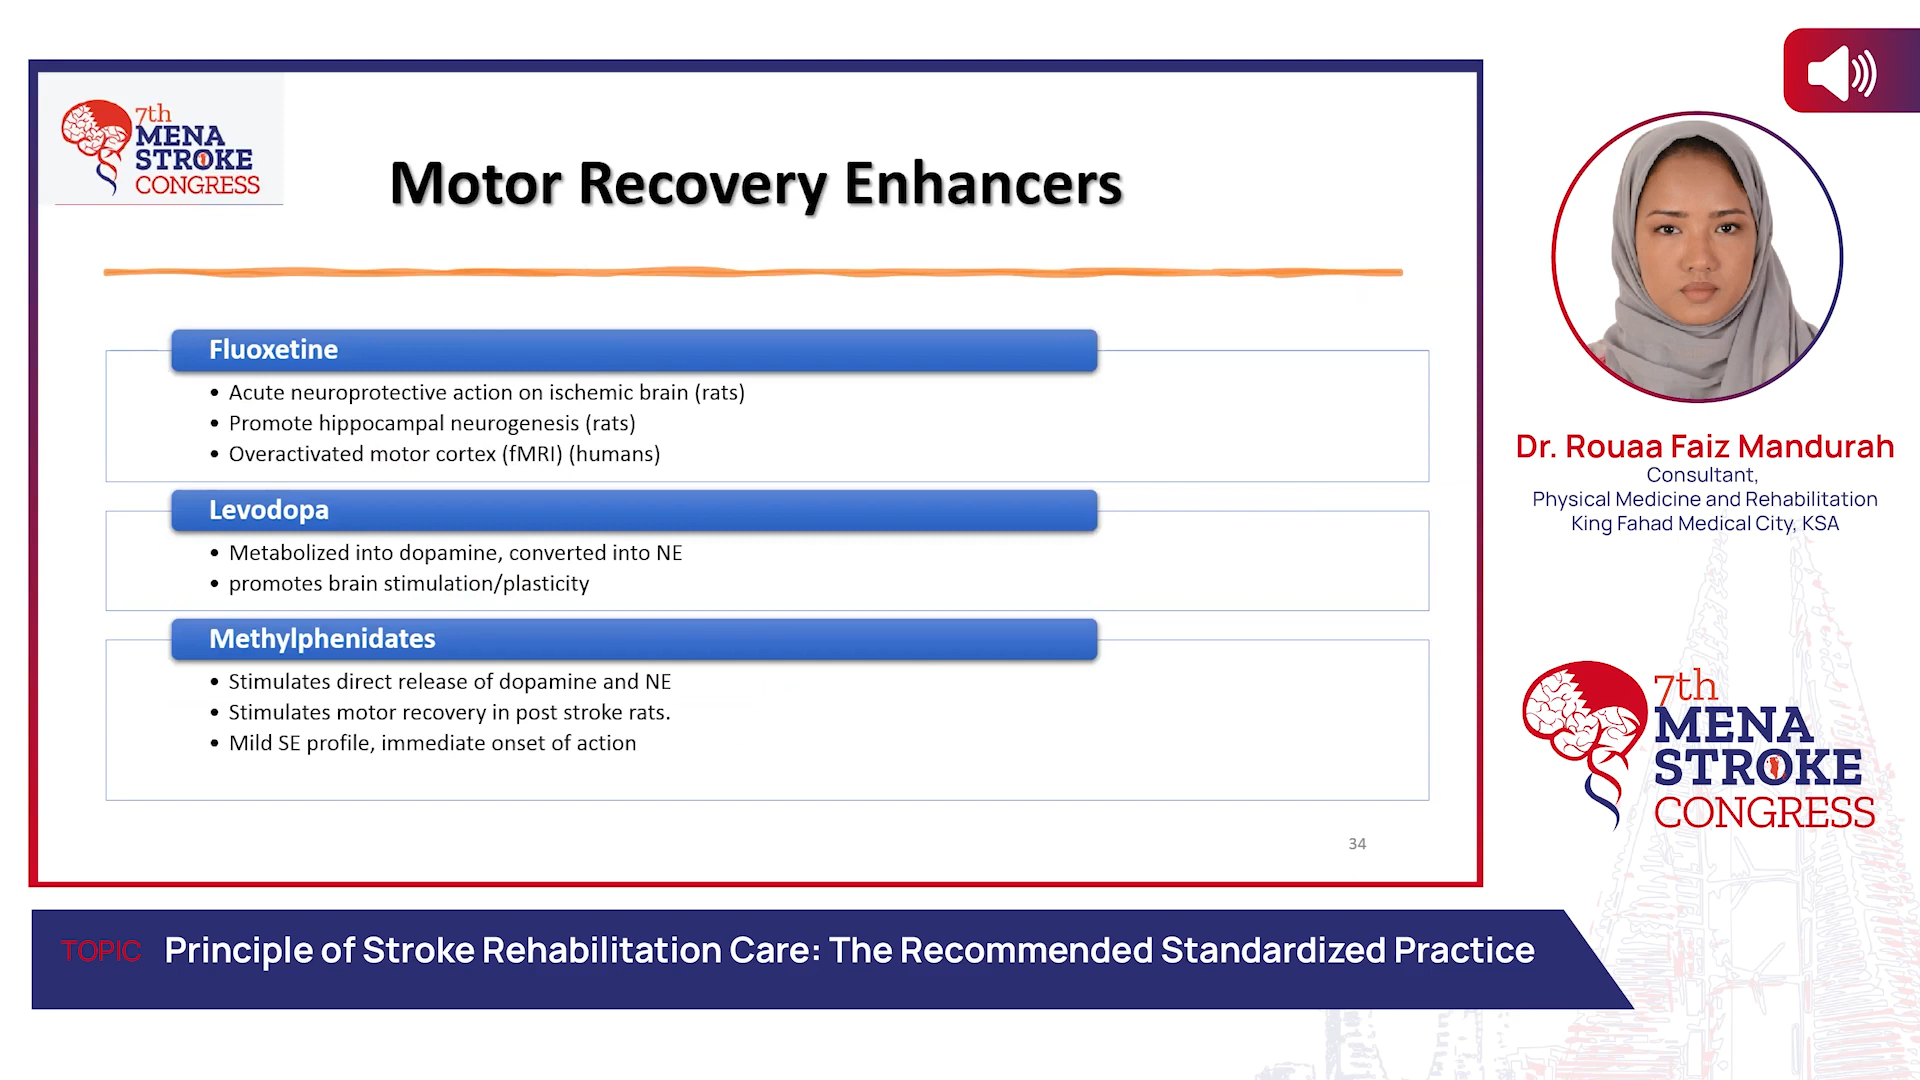 7th
MENA
STROKE
CONGRESS
Motor Recovery Enhancers
Fluoxetine
• Acute neuroprotective action on ischemic brain (rats)
• Promote hippocampal neurogenesis (rats)
• Overactivated motor cortex (fMRI) (humans)
Levodopa
• Metabolized into dopamine, converted into NE
• promotes brain stimulation/plasticity
Methylphenidates
• Stimulates direct release of dopamine and NE
• Stimulates motor recovery in post stroke rats.
• Mild SE profile, immediate onset of action
34
Dr. Rouaa Faiz Mandurah
Consultant,
Physical Medicine and Rehabilitation
King Fahad Medical City, KSA
7th
MENA
STROKE
CONGRESS
TOPIC Principle of Stroke Rehabilitation Care: The Recommended Standardized Practice